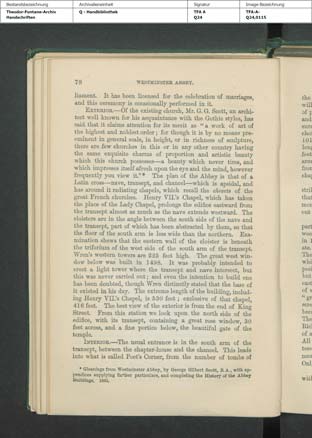 Bestandsbezeichnung Archivalieneinheit Signatur Image-Bezeichnung
Theodor-Fontane-Archiv Q - Handbibliothek TFA A TFA-A-
Handschriften Q24 Q24,0115
78 WESTMINSTER ABBEY.
liament. It has been licensed for the celebration of marriages,
and this ceremony is occasionally performed in it.
EXTERIOR.—Of the existing church, Mr. G. G. Scott, an archi-
tect well known for his acquaintance with the Gothic styles, has
said that it claims attention for its merit as "a work of art of
the highest and noblest order; for though it is by no means pre-
eminent in general scale, in height, or in richness of sculpture,
there are few churches in this or in any other country having
the same exquisite charms of proportion and artistic beauty
which this church possesses—a beauty which never tires, and
which impresses itself afresh upon the eye and the mind, however
frequently you view it."* The plan of the Abbey is that of a
Latin cross—nave, transept, and chancel—which is apsidal, and
has around it radiating chapels, which recall the chevets of the
great French churches. Henry VII.'s Chapel, which has taken
the place of the Lady Chapel, prolongs the edifice eastward from
the transept almost as much as the nave extends westward. The
cloisters are in the angle between the south side of the nave and
the transept, part of which has been abstracted by them, so that
the floor of the south arm is less wide than the northern. Exa-
mination shews that the eastern wall of the cloister is beneath
the triforium of the west side of the south arm of the transept.
Wren's western towers are 225 feet high. The great west win-
dow below was built in 1498. It was probably intended to
erect a light tower where the transept and nave intersect, but
this was never carried out; and even the intention to build one
has been doubted, though Wren distinctly stated that the base of
it existed in his day. The extreme length of the building, includ-
ing Henry VII.'s Chapel, is 530 feet; exclusive of that chapel,
416 feet. The best view of the exterior is from the end of King
Street. From this station we look upon the north side of the
edifice, with its transept, containing a great rose window, 30
feet across, and a fine portico below, the beautiful gate of the
temple.
INTERIOR.—The usual entrance is in the south arm of the
transept, between the chapter-house and the chancel. This leads
into what is called Poet's Corner, from the number of tombs of
* Gleanings from Westminster Abbey, by George Gilbert Scott, R.A., with ap-
pendices supplying further particulars, and completing the History of the Abbey
Buildings. 1861.